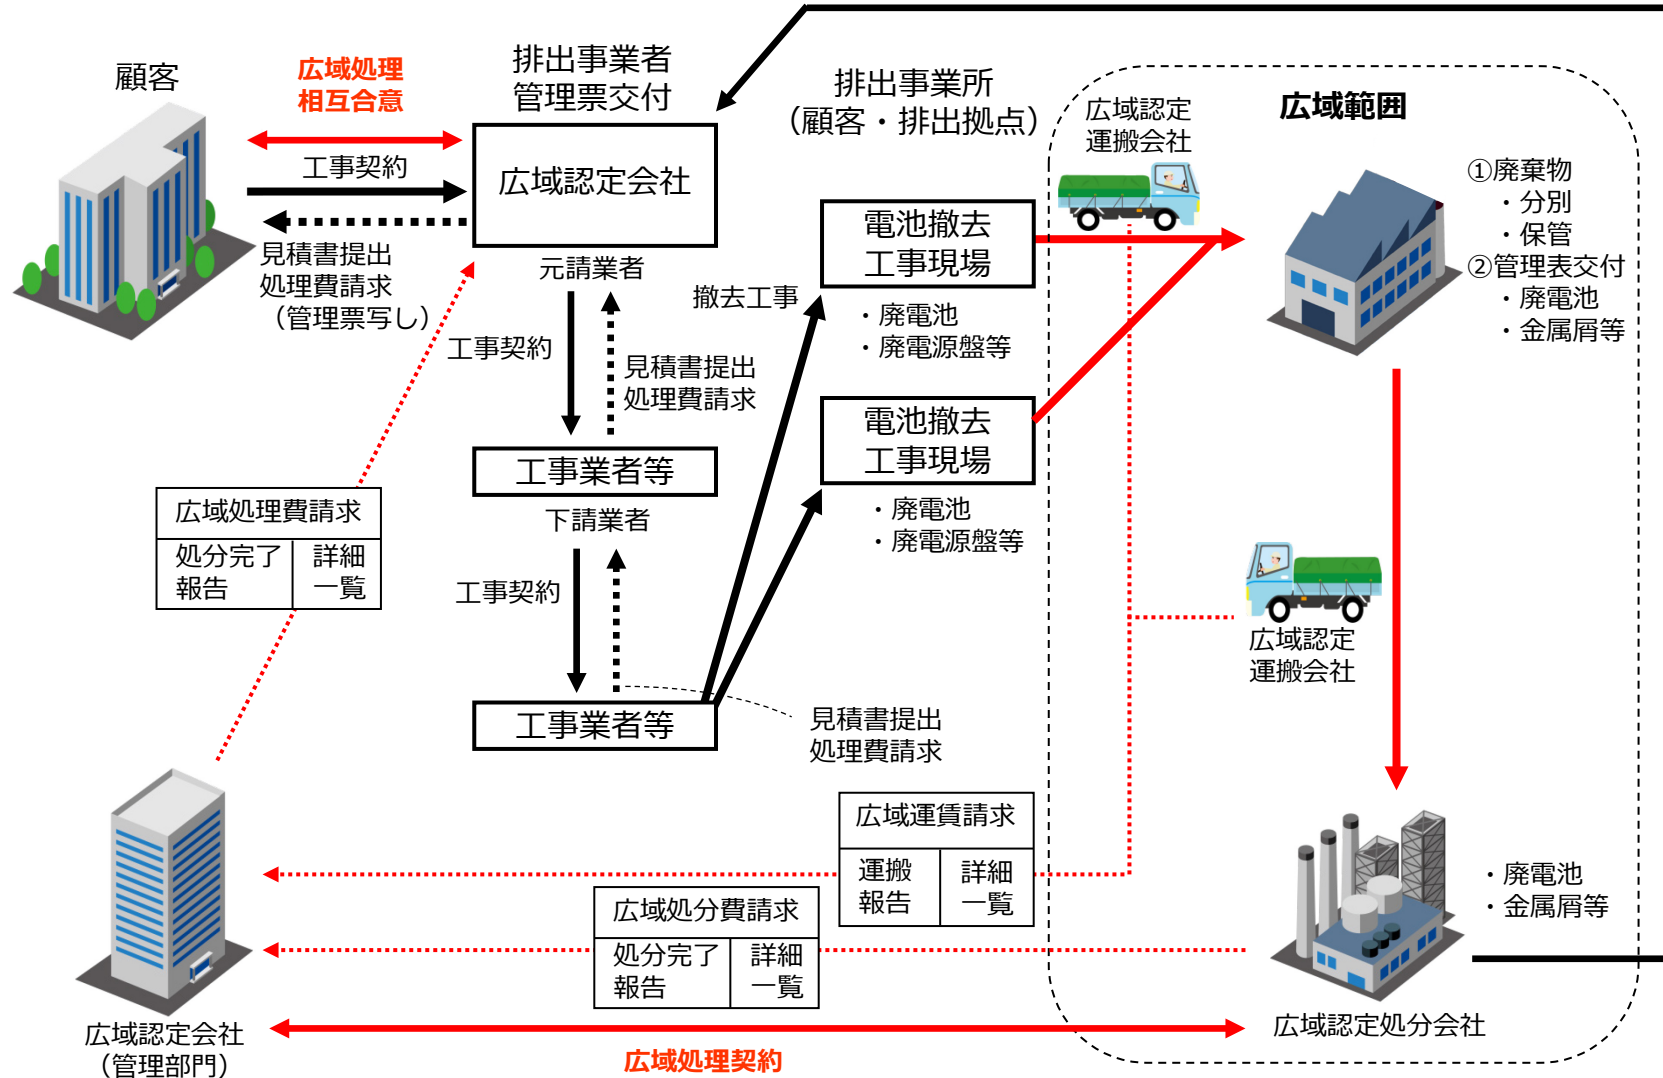 顧客
広域処理
相互合意
工事契約
見積書提出
処理費請求
（管理票写し）
排出事業者
管理票交付
広域認定会社
元請業者
工事契約
見積書提出
処理費請求
工事業者等
下請業者
工事契約
工事業者等
見積書提出
処理費請求
撤去工事
排出事業所
（顧客・排出拠点）
電池撤去
工事現場
・廃電池
・廃電源盤等
電池撤去
工事現場
・廃電池
・廃電源盤等
広域認定
運搬会社
広域範囲
①廃棄物
・分別
・保管
②管理表交付
・廃電池
・金属屑等
広域認定
運搬会社
広域処理費請求
処分完了
報告
詳細
一覧
広域運賃請求
運搬
報告
詳細
一覧
広域処分費請求
処分完了
報告
詳細
一覧
・廃電池
・金属屑等
広域認定処分会社
広域認定会社
（管理部門）
広域処理契約